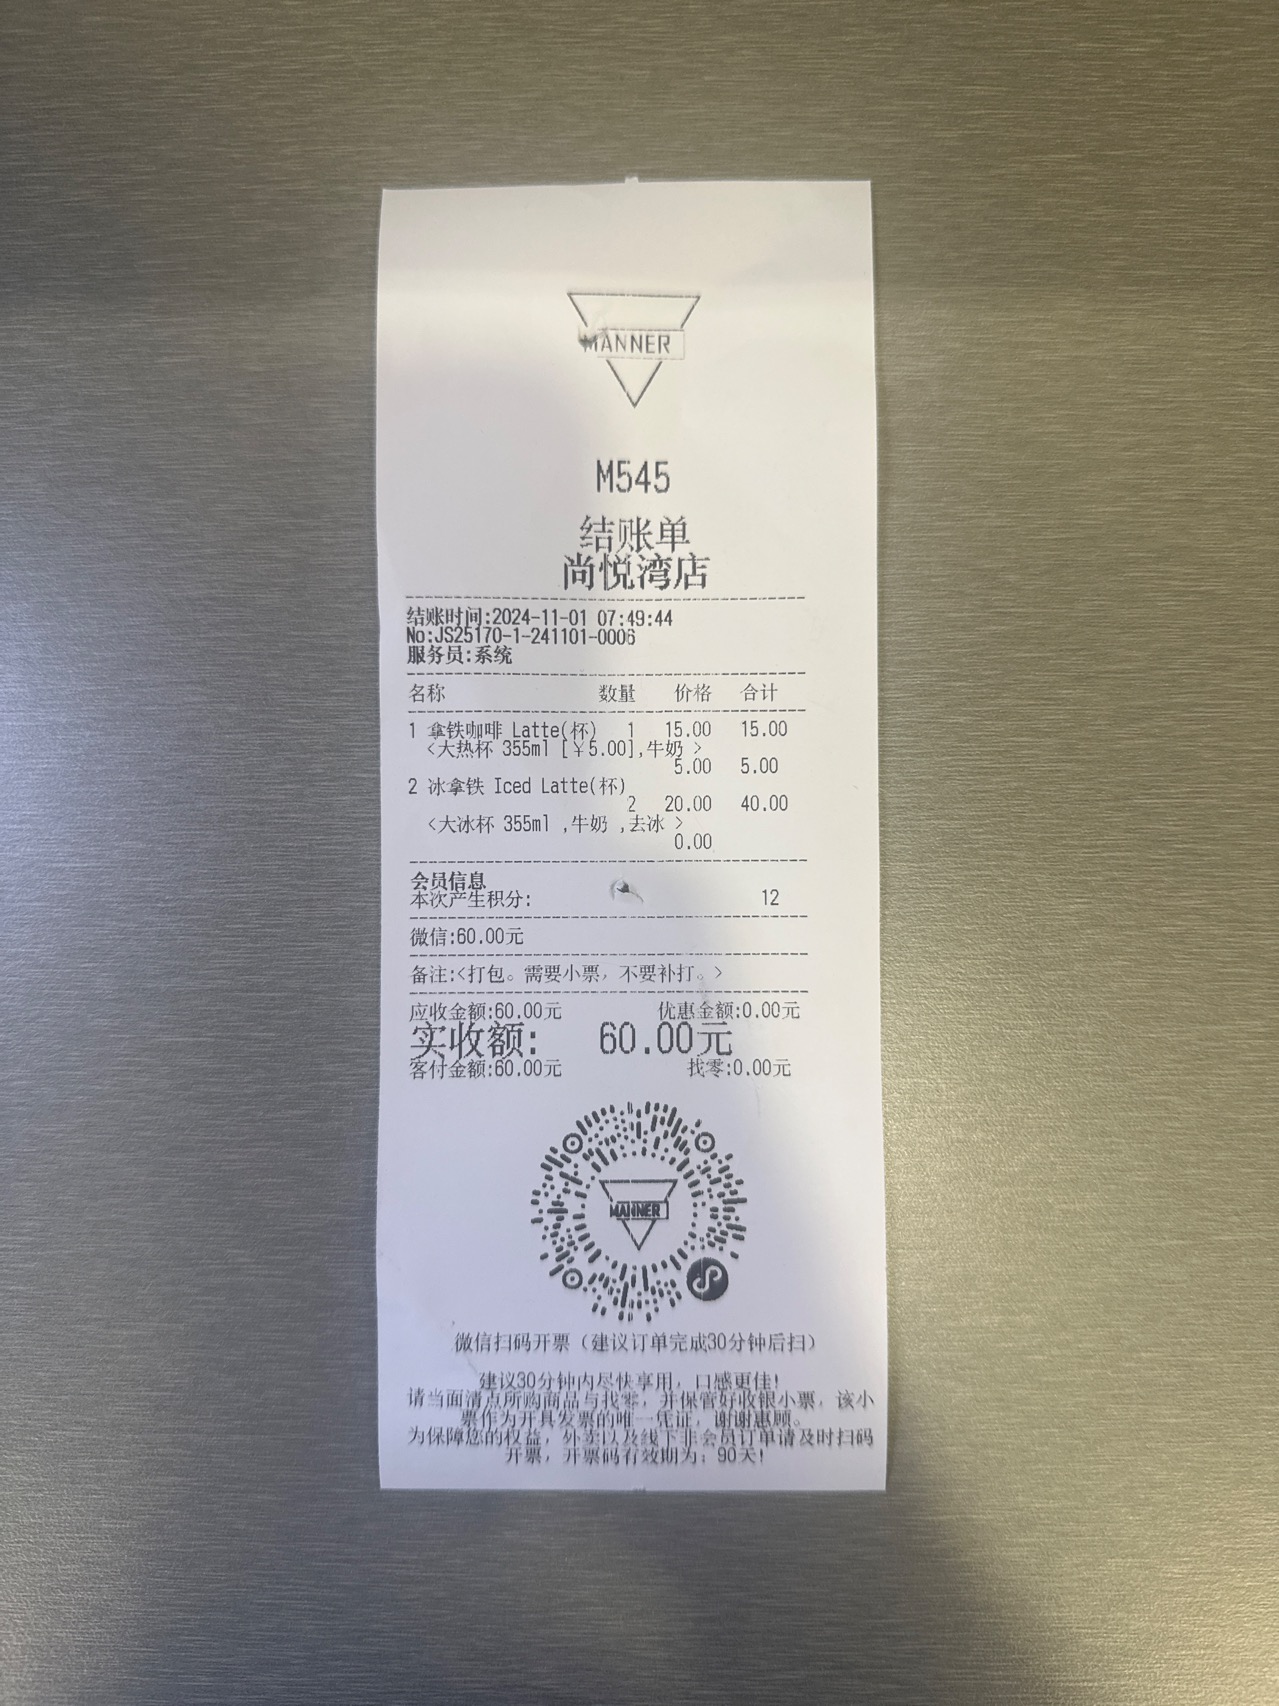 MANNER
M545
结账单
尚悦湾店
结账时间:2024-11-01 07:49:44
No:JS25170-1-241101-0006
服务员:系统
名称 数量 价格 合计
1 拿铁咖啡 Latte(杯) 1 15.00 15.00
<大热杯 355ml [￥5.00],牛奶 >
5.00 5.00
2 冰拿铁 Iced Latte(杯)
2 20.00 40.00
<大冰杯 355ml ,牛奶 ,去冰 >
0.00
会员信息
本次产生积分: 12
微信:60.00元
备注:<打包。需要小票，不要补打。>
应收金额:60.00元 优惠金额:0.00元
实收额: 60.00元
客付金额:60.00元 找零:0.00元
MANNER
微信扫码开票（建议订单完成30分钟后扫）
建议30分钟内尽快享用，口感更佳！
请当面清点所购商品与找零，并保管好收银小票，该小
票作为开具发票的唯一凭证，谢谢惠顾。
为保障您的权益，外卖以及线下非会员订单请及时扫码
开票，开票码有效期为：90天！